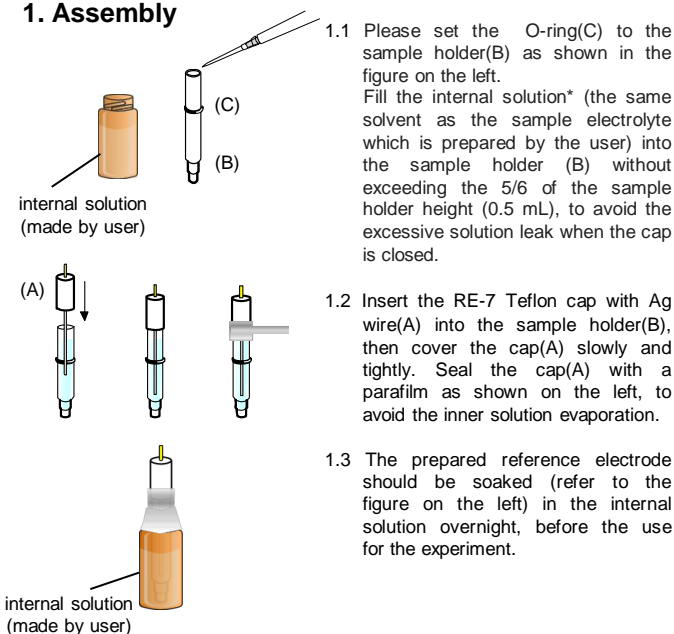 1. Assembly
1.1 Please set the O-ring(C) to the
sample holder(B) as shown in the
figure on the left.
Fill the internal solution* (the same
solvent as the sample electrolyte
which is prepared by the user) into
the sample holder (B) without
exceeding the 5/6 of the sample
holder height (0.5 mL), to avoid the
excessive solution leak when the cap
is closed.
(C)
(B)
internal solution
(made by user)
(A)
1.2 Insert the RE-7 Teflon cap with Ag
wire(A) into the sample holder(B),
then cover the cap(A) slowly and
tightly. Seal the cap(A) with a
parafilm as shown on the left, to
avoid the inner solution evaporation.
1.3 The prepared reference electrode
should be soaked (refer to the
figure on the left) in the internal
solution overnight, before the use
for the experiment.
internal solution
(made by user)